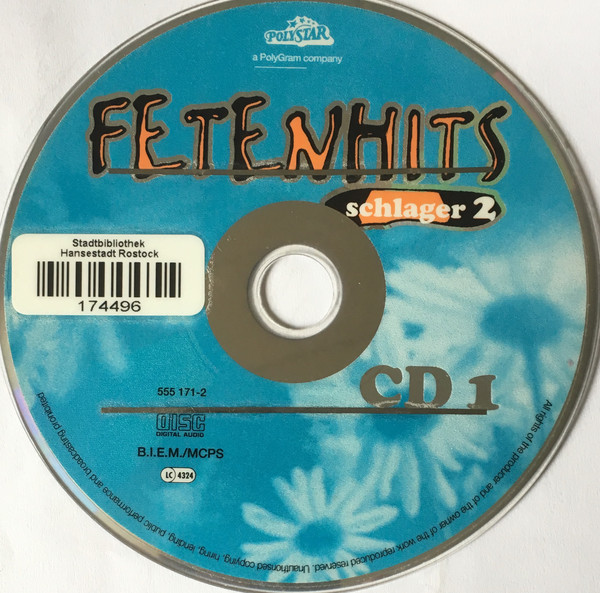 POLYSTAR
a PolyGram company
FETENHITS
schlager 2
Stadtbibliothek
Hansestadt Rostock
174496
CD 1
555 171-2
COMPACT
disc
DIGITAL AUDIO
B.I.E.M./MCPS
LC 4324
All rights of the producer and of the owner of the work reproduced reserved. Unauthorised copying, hiring, lending, public performance and broadcasting prohibited.